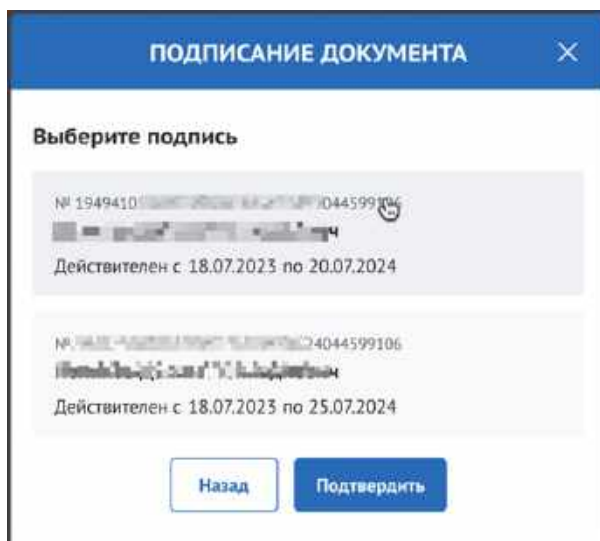 ПОДПИСАНИЕ ДОКУМЕНТА
Выберите подпись
№ 1949410
Действителен с 18.07.2023 по 20.07.2024
№ 4044599106
Действителен с 18.07.2023 по 25.07.2024
Назад Подтвердить